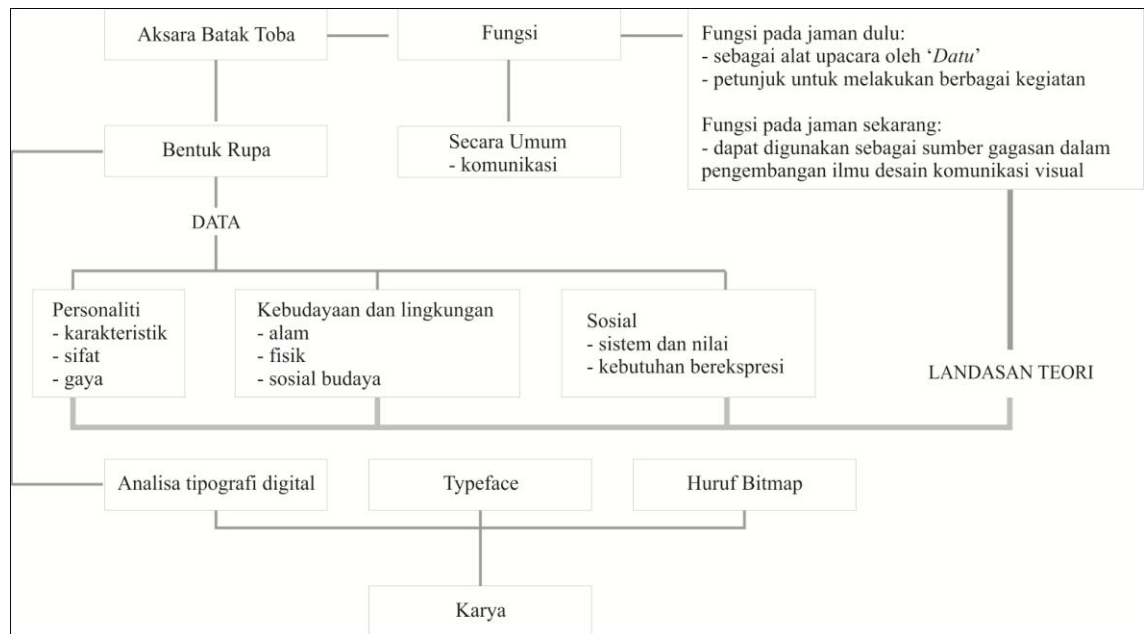 Aksara Batak Toba
Fungsi
Fungsi pada jaman dulu:
- sebagai alat upacara oleh ‘Datu’
- petunjuk untuk melakukan berbagai kegiatan
Fungsi pada jaman sekarang:
- dapat digunakan sebagai sumber gagasan dalam
pengembangan ilmu desain komunikasi visual
Bentuk Rupa
Secara Umum
- komunikasi
DATA
Personaliti
- karakteristik
- sifat
- gaya
Kebudayaan dan lingkungan
- alam
- fisik
- sosial budaya
Sosial
- sistem dan nilai
- kebutuhan berekspresi
LANDASAN TEORI
Analisa tipografi digital
Typeface
Huruf Bitmap
Karya